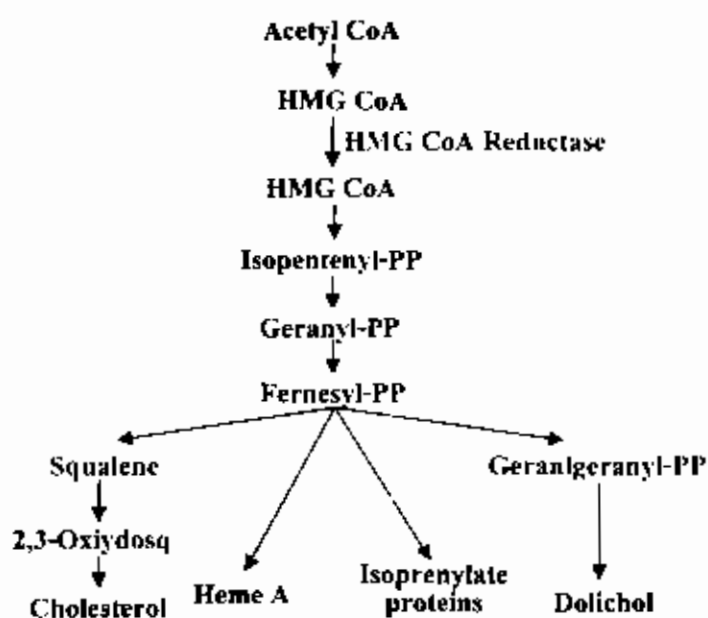 Acetyl CoA
HMG CoA
HMG CoA Reductase
HMG CoA
Isopentenyl-PP
Geranyl-PP
Fernesyl-PP
Squalene
Geranlgeranyl-PP
2,3-Oxiydosq
Cholesterol
Heme A
Isoprenylate
proteins
Dolichol